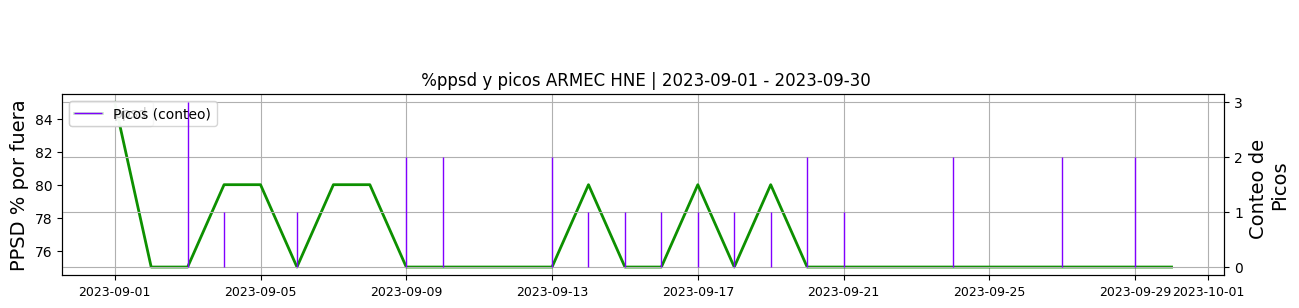 %ppsd y picos ARMEC HNE | 2023-09-01 - 2023-09-30
Picos (conteo)
PPSD % por fuera
84
82
80
78
76
3
2
1
0
Conteo de
Picos
2023-09-01 2023-09-05 2023-09-09 2023-09-13 2023-09-17 2023-09-21 2023-09-25 2023-09-29 2023-10-01